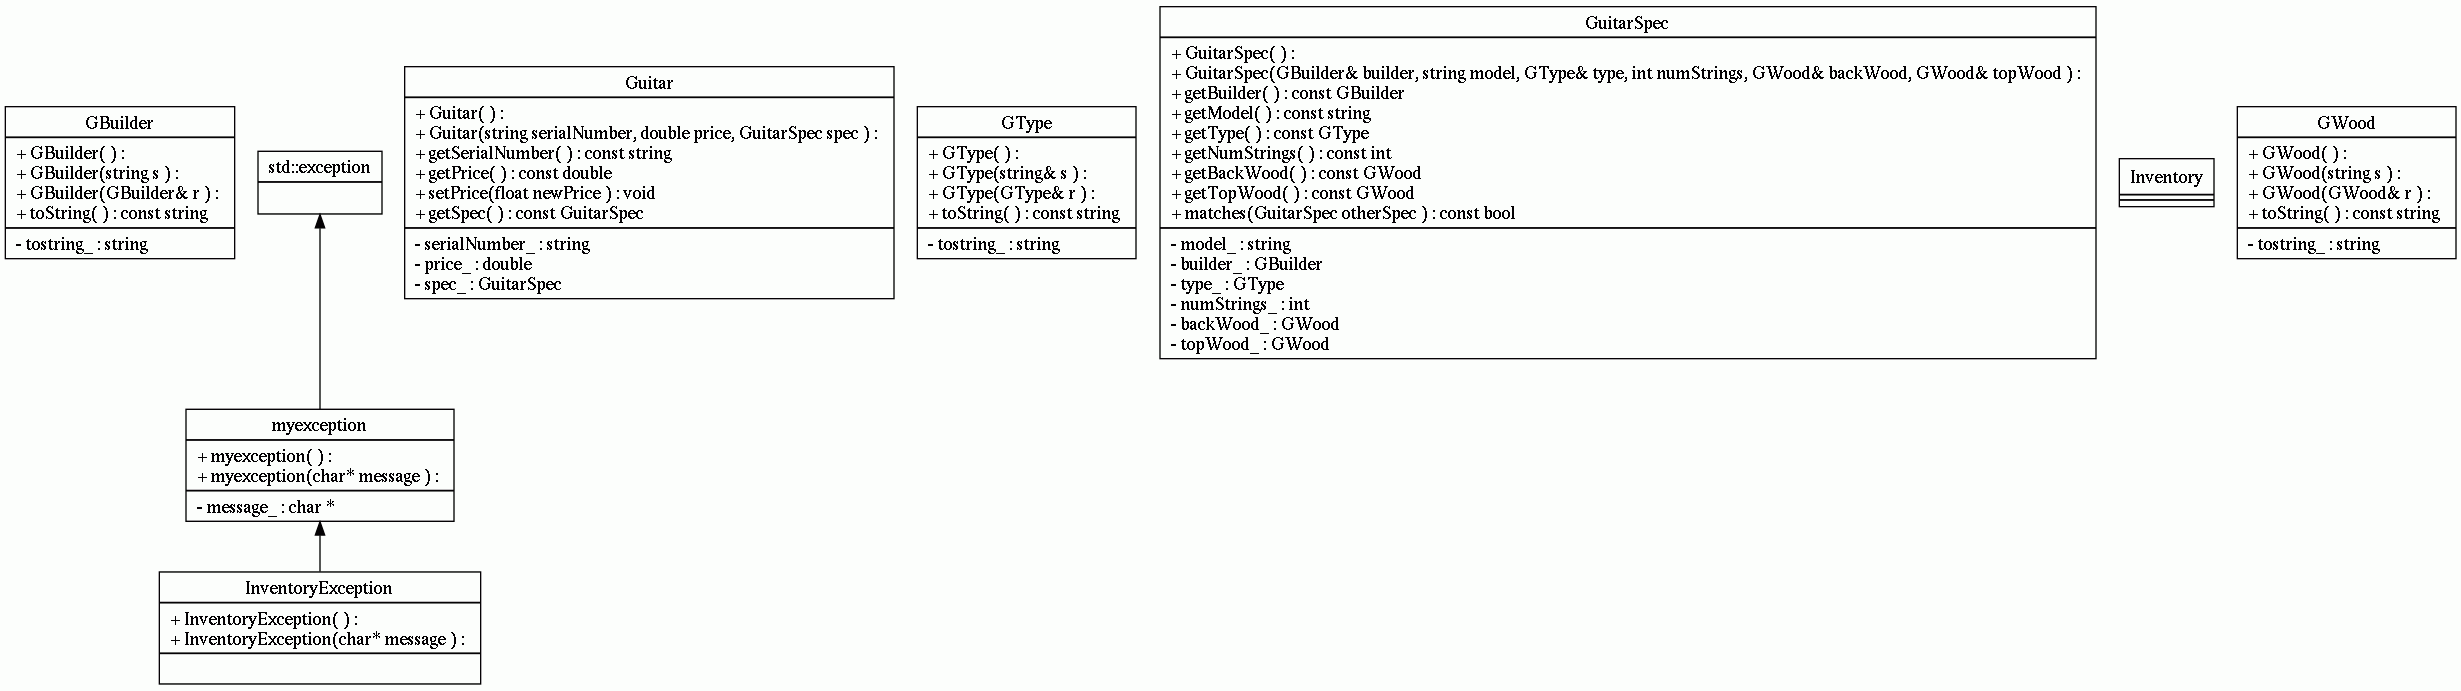 GBuilder
+ GBuilder( ) :
+ GBuilder(string s ) :
+ GBuilder(GBuilder& r ) :
+ toString( ) : const string
- tostring_ : string
std::exception
Guitar
+ Guitar( ) :
+ Guitar(string serialNumber, double price, GuitarSpec spec ) :
+ getSerialNumber( ) : const string
+ getPrice( ) : const double
+ setPrice(float newPrice ) : void
+ getSpec( ) : const GuitarSpec
- serialNumber_ : string
- price_ : double
- spec_ : GuitarSpec
GType
+ GType( ) :
+ GType(string& s ) :
+ GType(GType& r ) :
+ toString( ) : const string
- tostring_ : string
GuitarSpec
+ GuitarSpec( ) :
+ GuitarSpec(GBuilder& builder, string model, GType& type, int numStrings, GWood& backWood, GWood& topWood ) :
+ getBuilder( ) : const GBuilder
+ getModel( ) : const string
+ getType( ) : const GType
+ getNumStrings( ) : const int
+ getBackWood( ) : const GWood
+ getTopWood( ) : const GWood
+ matches(GuitarSpec otherSpec ) : const bool
- model_ : string
- builder_ : GBuilder
- type_ : GType
- numStrings_ : int
- backWood_ : GWood
- topWood_ : GWood
Inventory
GWood
+ GWood( ) :
+ GWood(string s ) :
+ GWood(GWood& r ) :
+ toString( ) : const string
- tostring_ : string
myexception
+ myexception( ) :
+ myexception(char* message ) :
- message_ : char *
InventoryException
+ InventoryException( ) :
+ InventoryException(char* message ) :